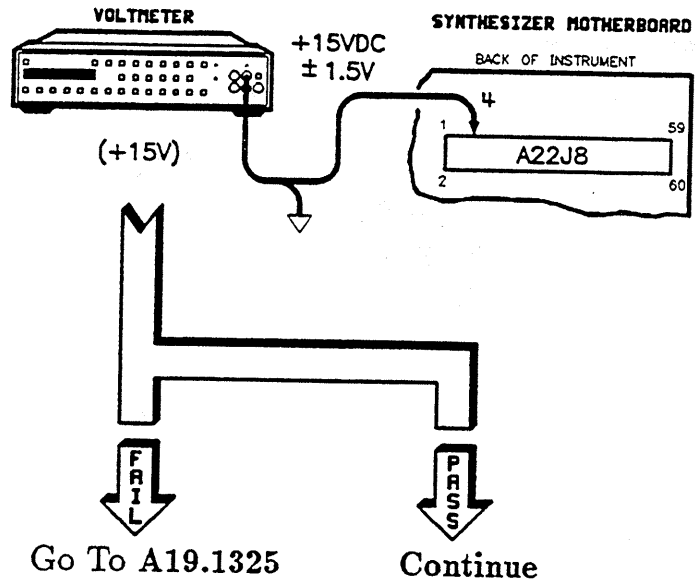 VOLTMETER
+15VDC
± 1.5V
(+15V)
SYNTHESIZER MOTHERBOARD
BACK OF INSTRUMENT
4
1
59
A22J8
2
60
FAIL
PASS
Go To A19.1325
Continue